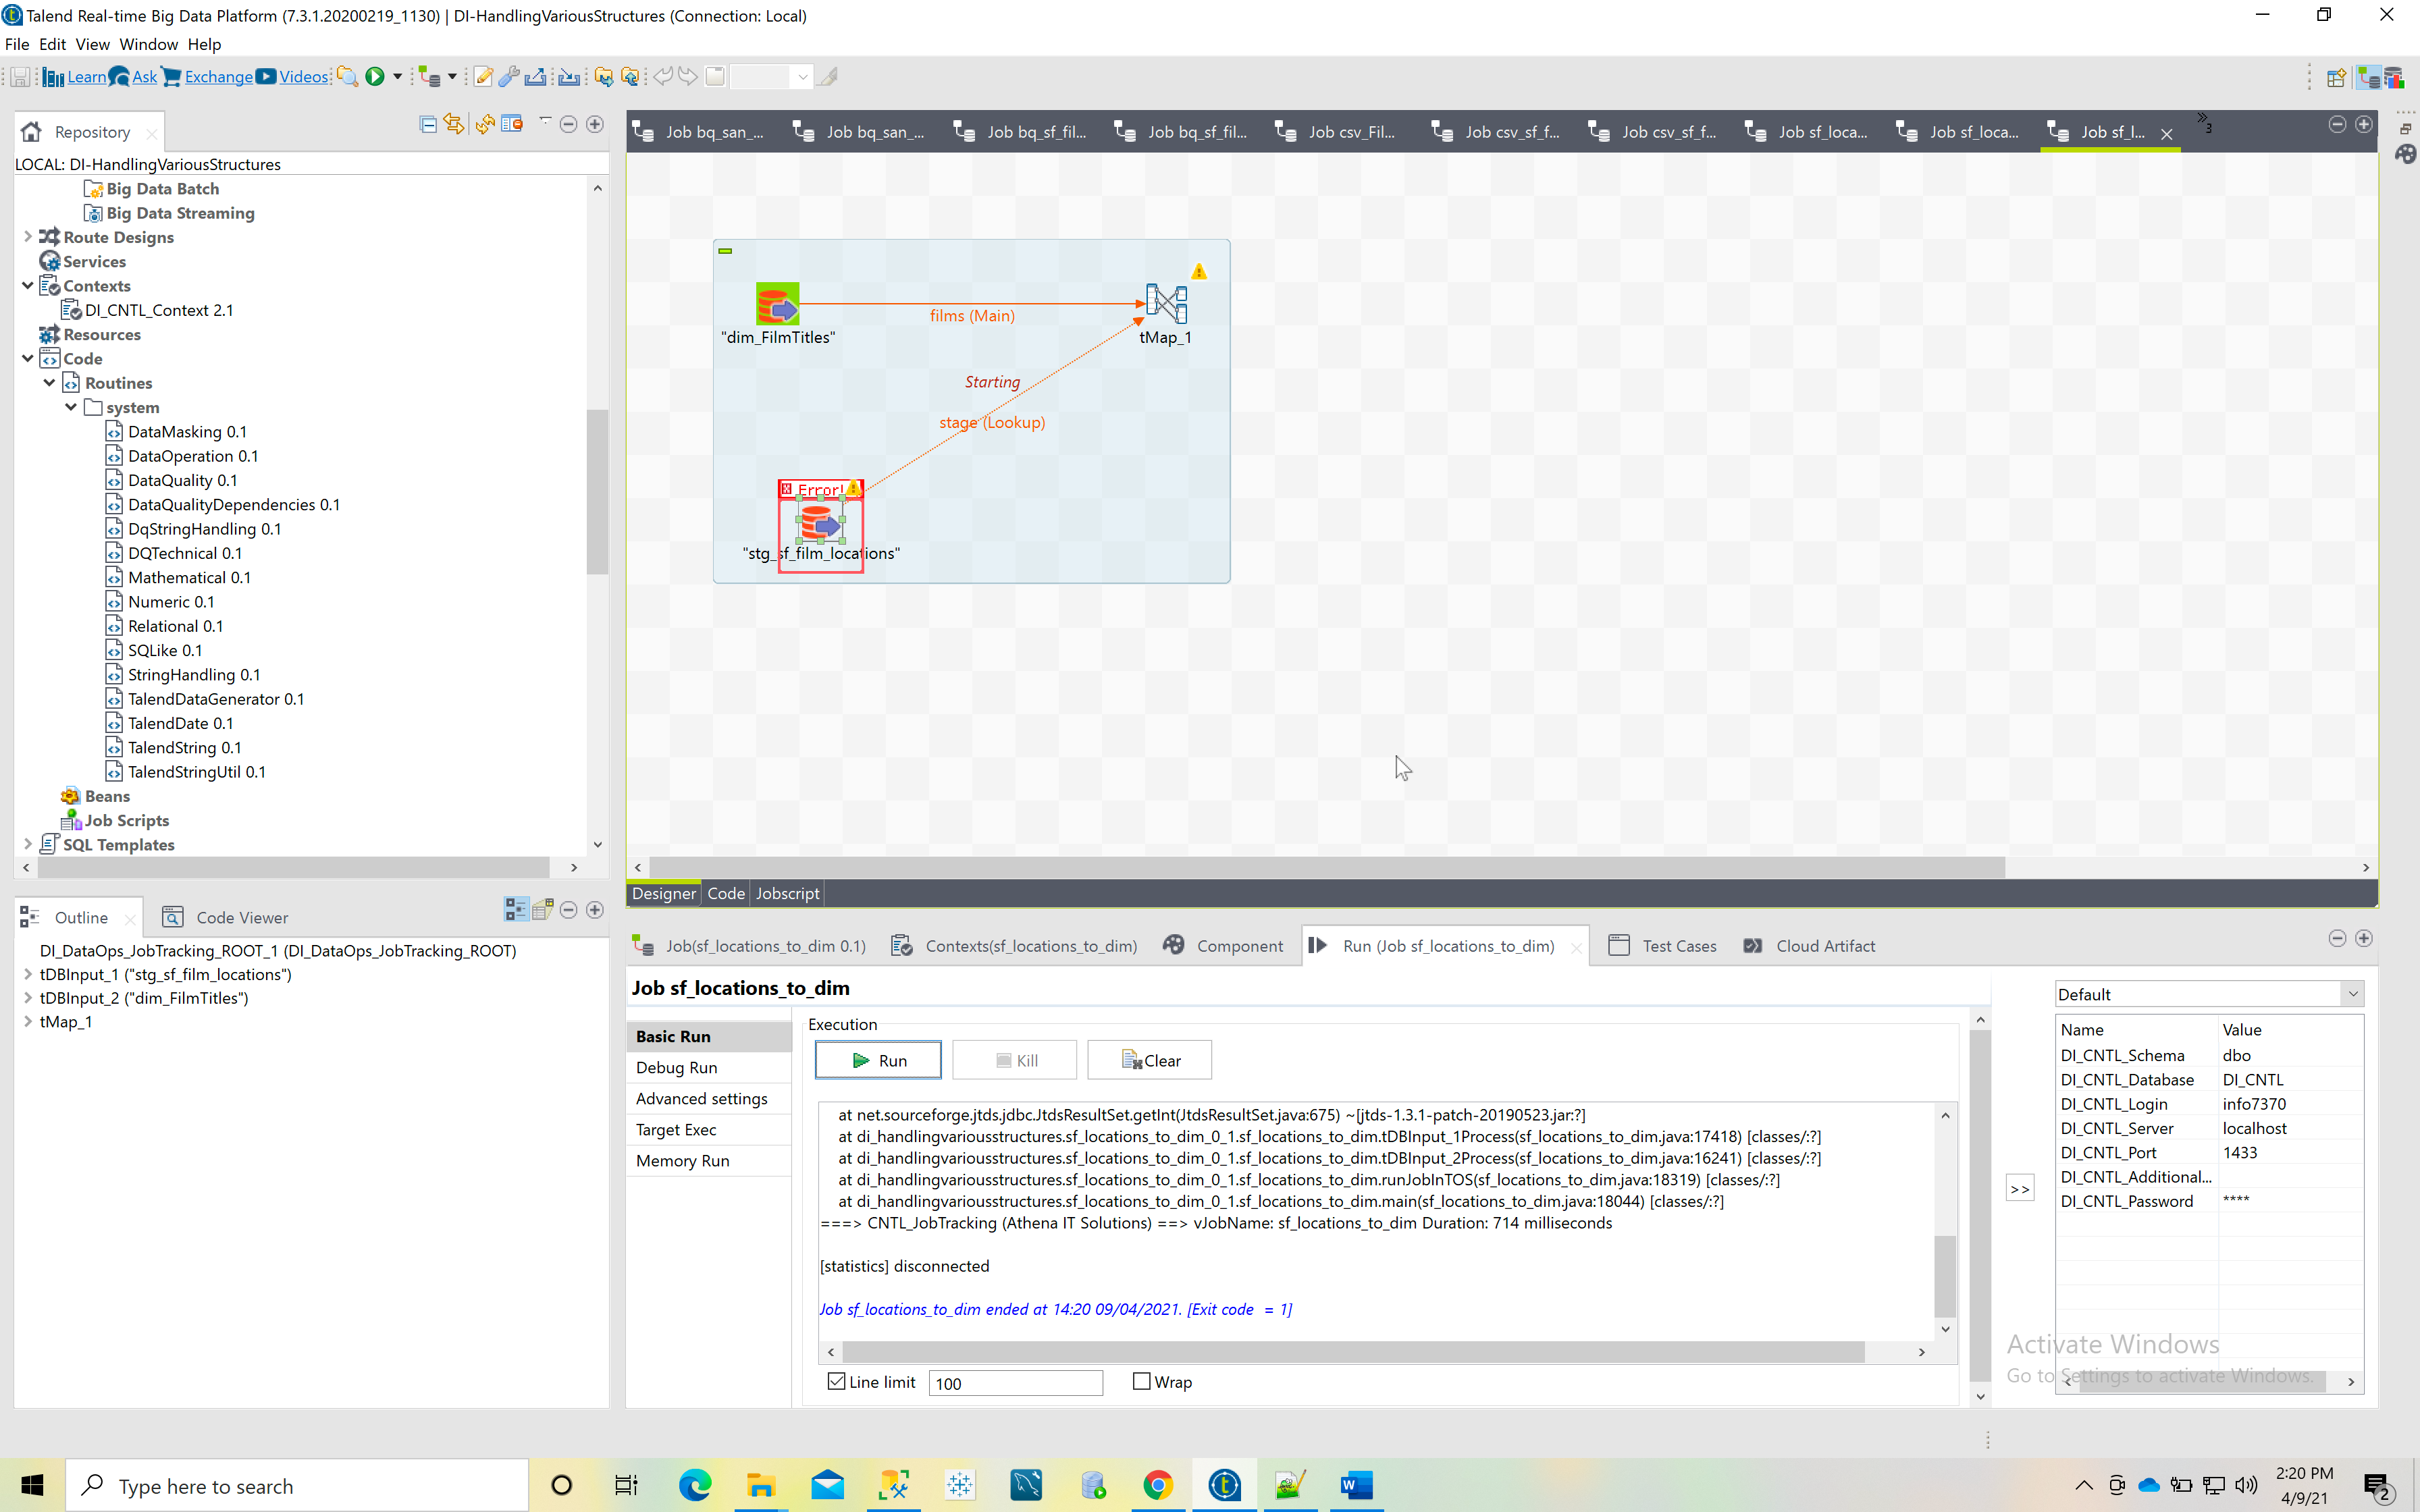 Talend Real-time Big Data Platform (7.3.1.20200219_1130) | DI-HandlingVariousStructures (Connection: Local)
File Edit View Window Help
Learn Ask Exchange Videos
Repository
LOCAL: DI-HandlingVariousStructures
Big Data Batch
Big Data Streaming
Route Designs
Services
Contexts
DI_CNTL_Context 2.1
Resources
Code
Routines
system
DataMasking 0.1
DataOperation 0.1
DataQuality 0.1
DataQualityDependencies 0.1
DqStringHandling 0.1
DQTechnical 0.1
Mathematical 0.1
Numeric 0.1
Relational 0.1
SQLike 0.1
StringHandling 0.1
TalendDataGenerator 0.1
TalendDate 0.1
TalendString 0.1
TalendStringUtil 0.1
Beans
Job Scripts
SQL Templates
Outline Code Viewer
DI_DataOps_JobTracking_ROOT_1 (DI_DataOps_JobTracking_ROOT)
tDBInput_1 ("stg_sf_film_locations")
tDBInput_2 ("dim_FilmTitles")
tMap_1
Job bq_san_... Job bq_san_... Job bq_sf_fil... Job bq_sf_fil... Job csv_Fil... Job csv_sf_f... Job csv_sf_f... Job sf_loca... Job sf_loca... Job sf_l... 3
films (Main)
"dim_FilmTitles" tMap_1
Starting
stage (Lookup)
Error!
"stg_sf_film_locations"
Designer Code Jobscript
Job(sf_locations_to_dim 0.1) Contexts(sf_locations_to_dim) Component Run (Job sf_locations_to_dim) Test Cases Cloud Artifact
Job sf_locations_to_dim
Basic Run
Debug Run
Advanced settings
Target Exec
Memory Run
Execution
Run Kill Clear
at net.sourceforge.jtds.jdbc.JtdsResultSet.getInt(JtdsResultSet.java:675) ~[jtds-1.3.1-patch-20190523.jar:?]
at di_handlingvariousstructures.sf_locations_to_dim_0_1.sf_locations_to_dim.tDBInput_1Process(sf_locations_to_dim.java:17418) [classes/:?]
at di_handlingvariousstructures.sf_locations_to_dim_0_1.sf_locations_to_dim.tDBInput_2Process(sf_locations_to_dim.java:16241) [classes/:?]
at di_handlingvariousstructures.sf_locations_to_dim_0_1.sf_locations_to_dim.runJobInTOS(sf_locations_to_dim.java:18319) [classes/:?]
at di_handlingvariousstructures.sf_locations_to_dim_0_1.sf_locations_to_dim.main(sf_locations_to_dim.java:18044) [classes/:?]
===> CNTL_JobTracking (Athena IT Solutions) ==> vJobName: sf_locations_to_dim Duration: 714 milliseconds
[statistics] disconnected
Job sf_locations_to_dim ended at 14:20 09/04/2021. [Exit code = 1]
Line limit 100 Wrap
>>
Default
Name Value
DI_CNTL_Schema dbo
DI_CNTL_Database DI_CNTL
DI_CNTL_Login info7370
DI_CNTL_Server localhost
DI_CNTL_Port 1433
DI_CNTL_Additional...
DI_CNTL_Password ****
Activate Windows
Go to Settings to activate Windows.
Type here to search
2:20 PM
4/9/21
2